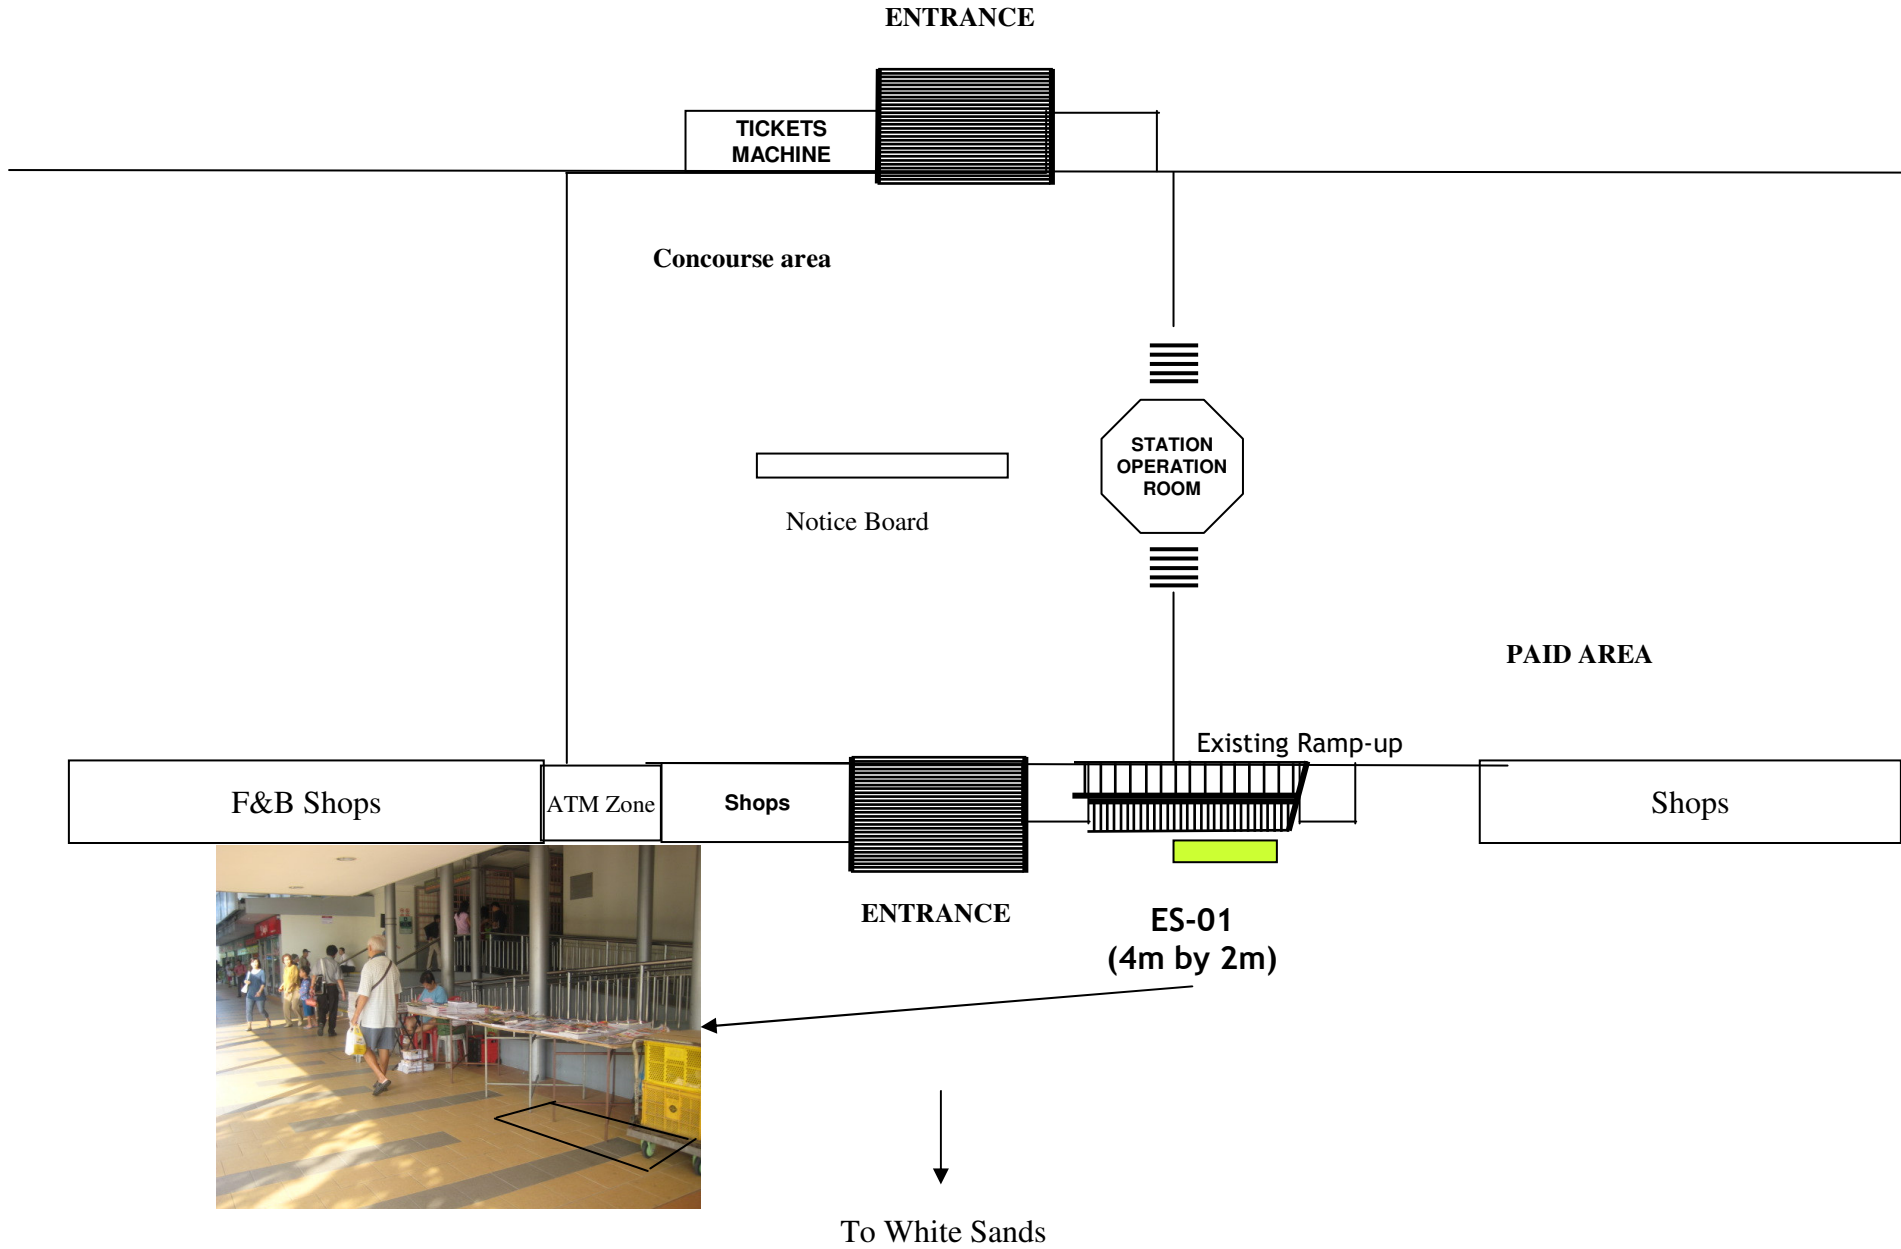 ENTRANCE
TICKETS
MACHINE
Concourse area
STATION
OPERATION
ROOM
Notice Board
PAID AREA
Existing Ramp-up
F&B Shops
ATM Zone
Shops
Shops
ENTRANCE
ES-01
(4m by 2m)
To White Sands